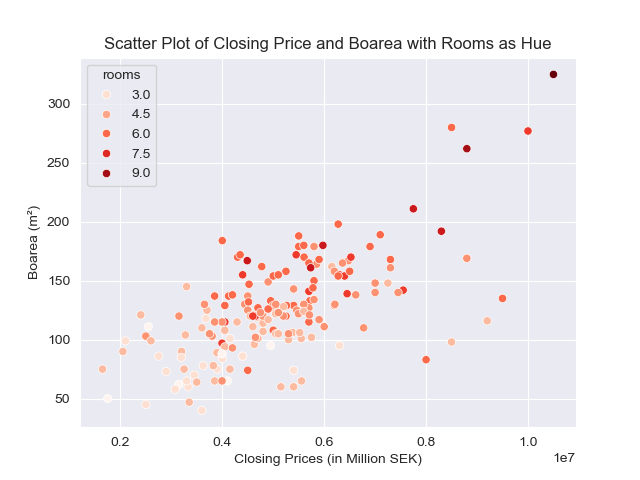 Scatter Plot of Closing Price and Boarea with Rooms as Hue
rooms
3.0
4.5
6.0
7.5
9.0
300
250
200
150
100
50
Boarea (m²)
0.2 0.4 0.6 0.8 1.0
1e7
Closing Prices (in Million SEK)